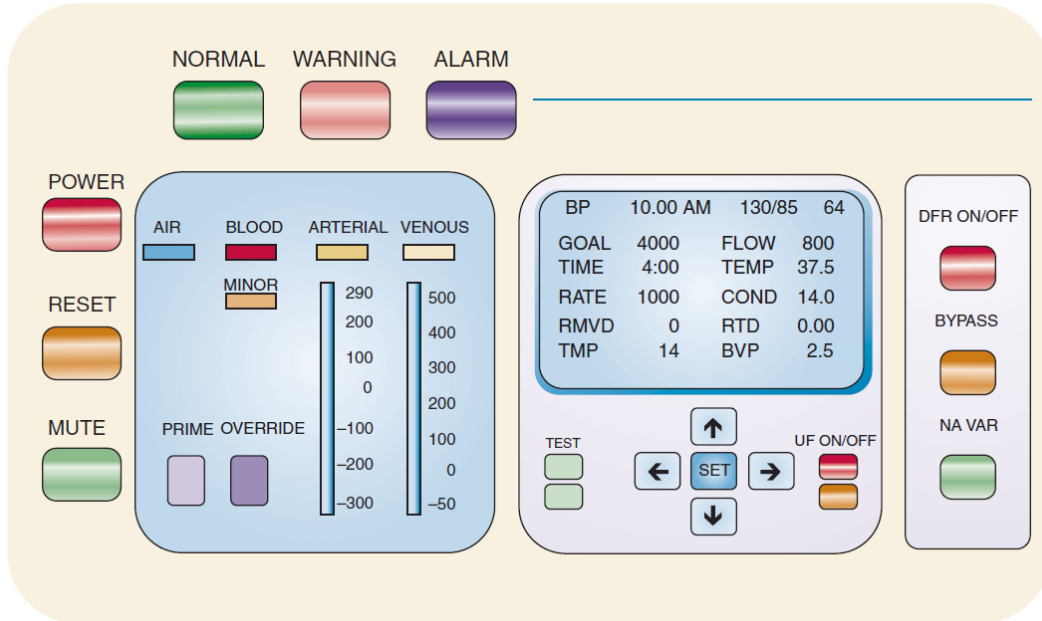 NORMAL WARNING ALARM
POWER
RESET
MUTE
AIR BLOOD ARTERIAL VENOUS
MINOR
290
200
100
0
–100
–200
–300
500
400
300
200
100
0
–50
PRIME OVERRIDE
BP 10.00 AM 130/85 64
GOAL 4000 FLOW 800
TIME 4:00 TEMP 37.5
RATE 1000 COND 14.0
RMVD 0 RTD 0.00
TMP 14 BVP 2.5
TEST
SET
UF ON/OFF
DFR ON/OFF
BYPASS
NA VAR